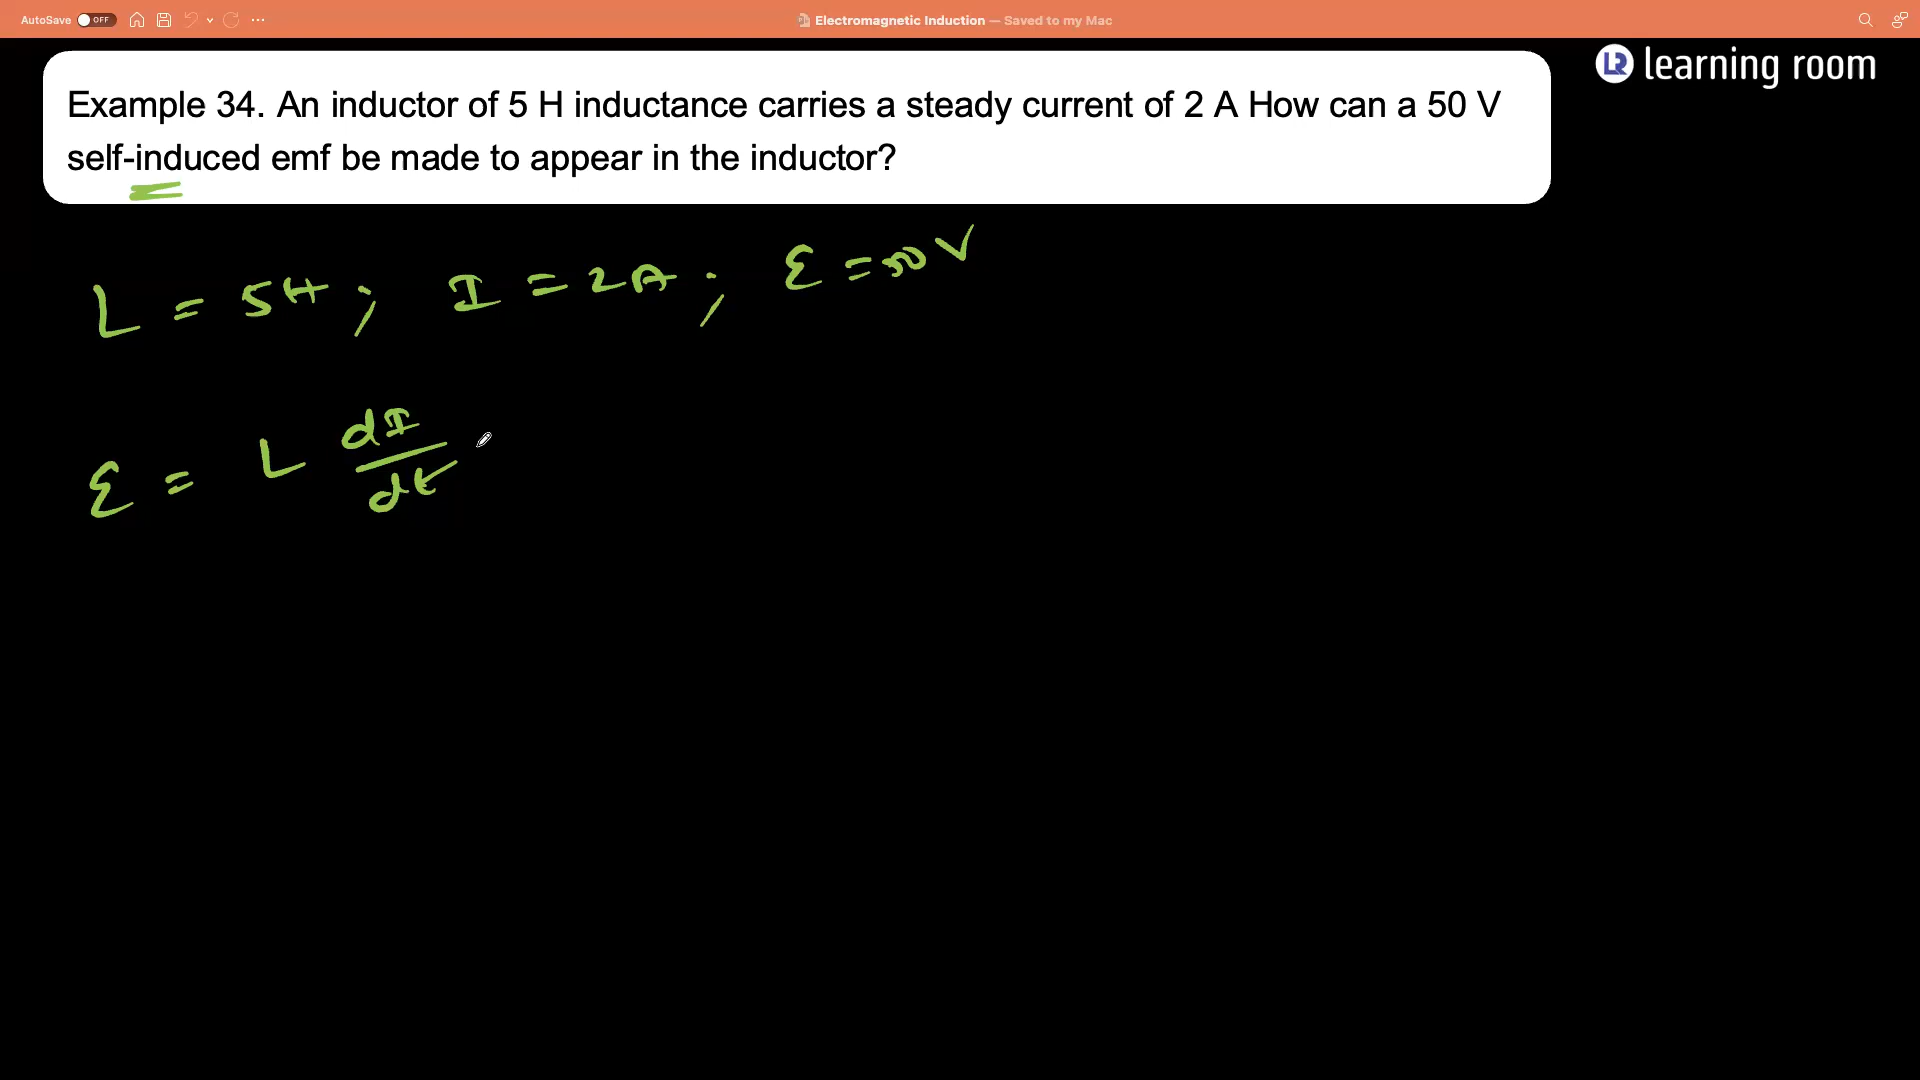 AutoSave OFF
Electromagnetic Induction — Saved to my Mac
learning room
Example 34. An inductor of 5 H inductance carries a steady current of 2 A How can a 50 V
self-induced emf be made to appear in the inductor?
L = 5H ; I = 2A ; ε = 50 V
ε = L dI/dt